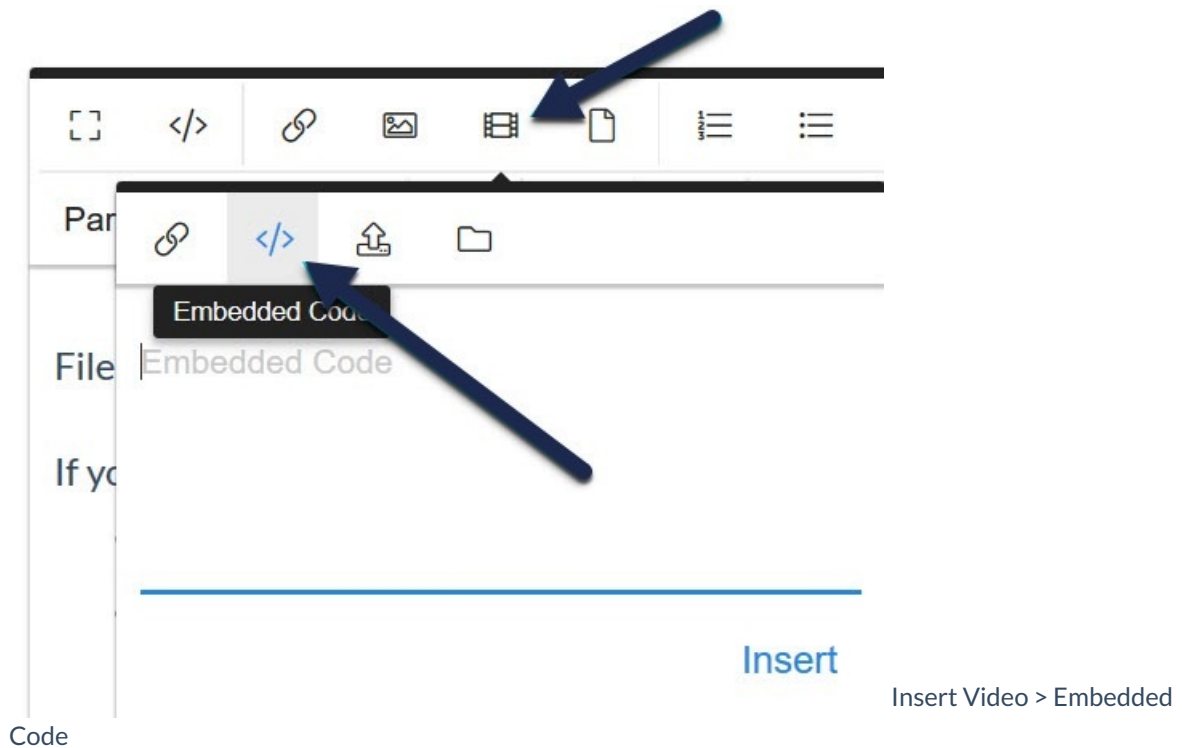 Par
Embedded Code
File
Embedded Code
If yo
Insert
Insert Video > Embedded
Code